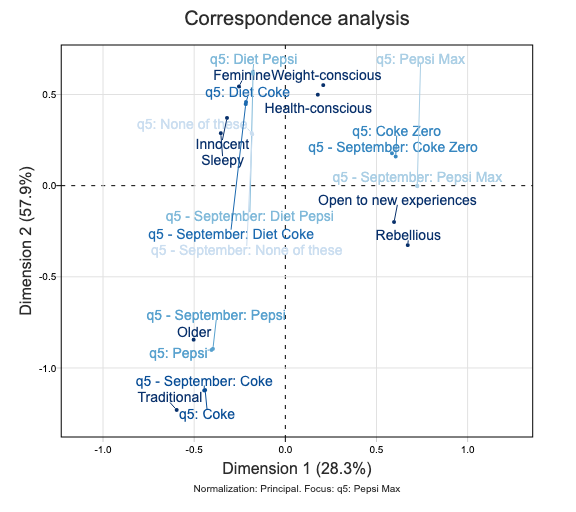 Correspondence analysis
q5: Diet Pepsi
q5: Pepsi Max
Feminine
Weight-conscious
q5: Diet Coke
Health-conscious
q5: None of these
q5: Coke Zero
Innocent
q5 - September: Coke Zero
Sleepy
q5 - September: Pepsi Max
Open to new experiences
q5 - September: Diet Pepsi
q5 - September: Diet Coke
Rebellious
q5 - September: None of these
q5 - September: Pepsi
Older
q5: Pepsi
q5 - September: Coke
Traditional
q5: Coke
0.5
0.0
-0.5
-1.0
Dimension 2 (57.9%)
-1.0 -0.5 0.0 0.5 1.0
Dimension 1 (28.3%)
Normalization: Principal. Focus: q5: Pepsi Max